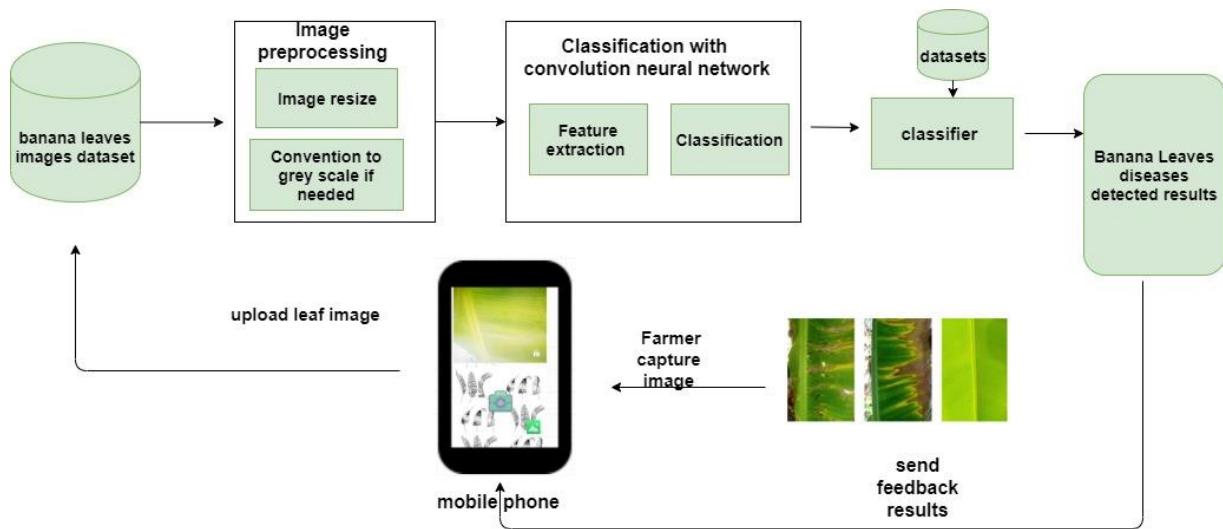 Image
preprocessing
Image resize
Convention to
grey scale if
needed
banana leaves
images dataset
Classification with
convolution neural network
Feature
extraction
Classification
datasets
classifier
Banana Leaves
diseases
detected results
upload leaf image
Farmer
capture
image
mobile phone
send
feedback
results